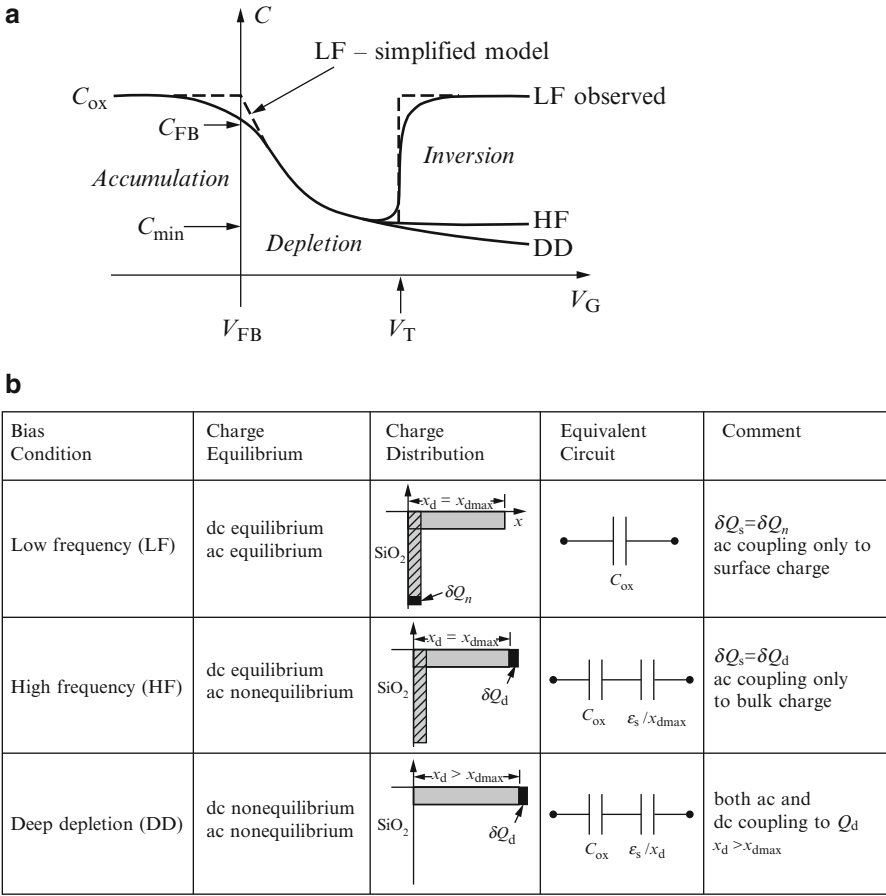 a
C
LF – simplified model
C_ox
LF observed
C_FB
Inversion
Accumulation
C_min
HF
Depletion
DD
V_G
V_FB
V_T
b
Bias Condition
Charge Equilibrium
Charge Distribution
Equivalent Circuit
Comment
Low frequency (LF)
dc equilibrium
ac equilibrium
x_d = x_dmax
x
SiO₂
δQ_n
C_ox
δQ_s=δQ_n
ac coupling only to
surface charge
High frequency (HF)
dc equilibrium
ac nonequilibrium
x_d = x_dmax
SiO₂
δQ_d
C_ox
ε_s /x_dmax
δQ_s=δQ_d
ac coupling only
to bulk charge
Deep depletion (DD)
dc nonequilibrium
ac nonequilibrium
x_d > x_dmax
SiO₂
δQ_d
C_ox
ε_s /x_d
both ac and
dc coupling to Q_d
x_d >x_dmax